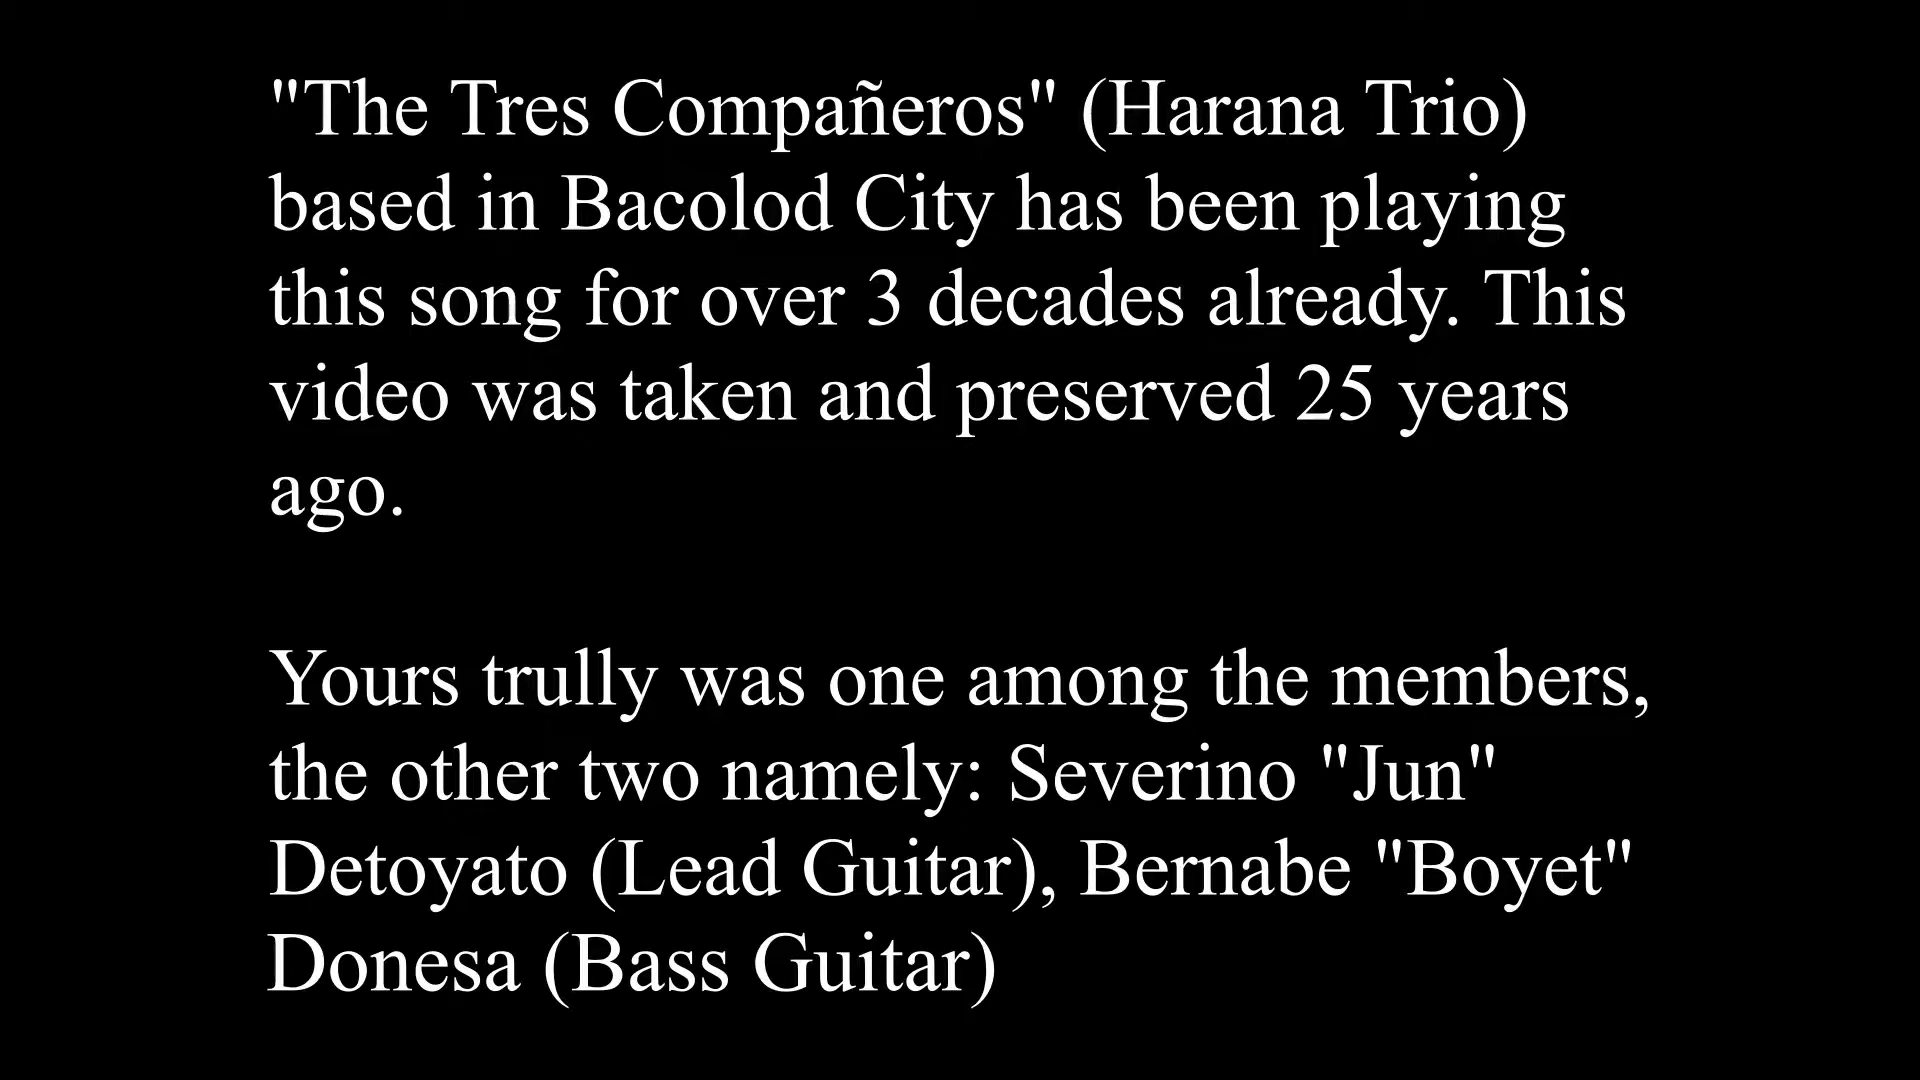 "The Tres Compañeros" (Harana Trio)
based in Bacolod City has been playing
this song for over 3 decades already. This
video was taken and preserved 25 years
ago.
Yours trully was one among the members,
the other two namely: Severino "Jun"
Detoyato (Lead Guitar), Bernabe "Boyet"
Donesa (Bass Guitar)